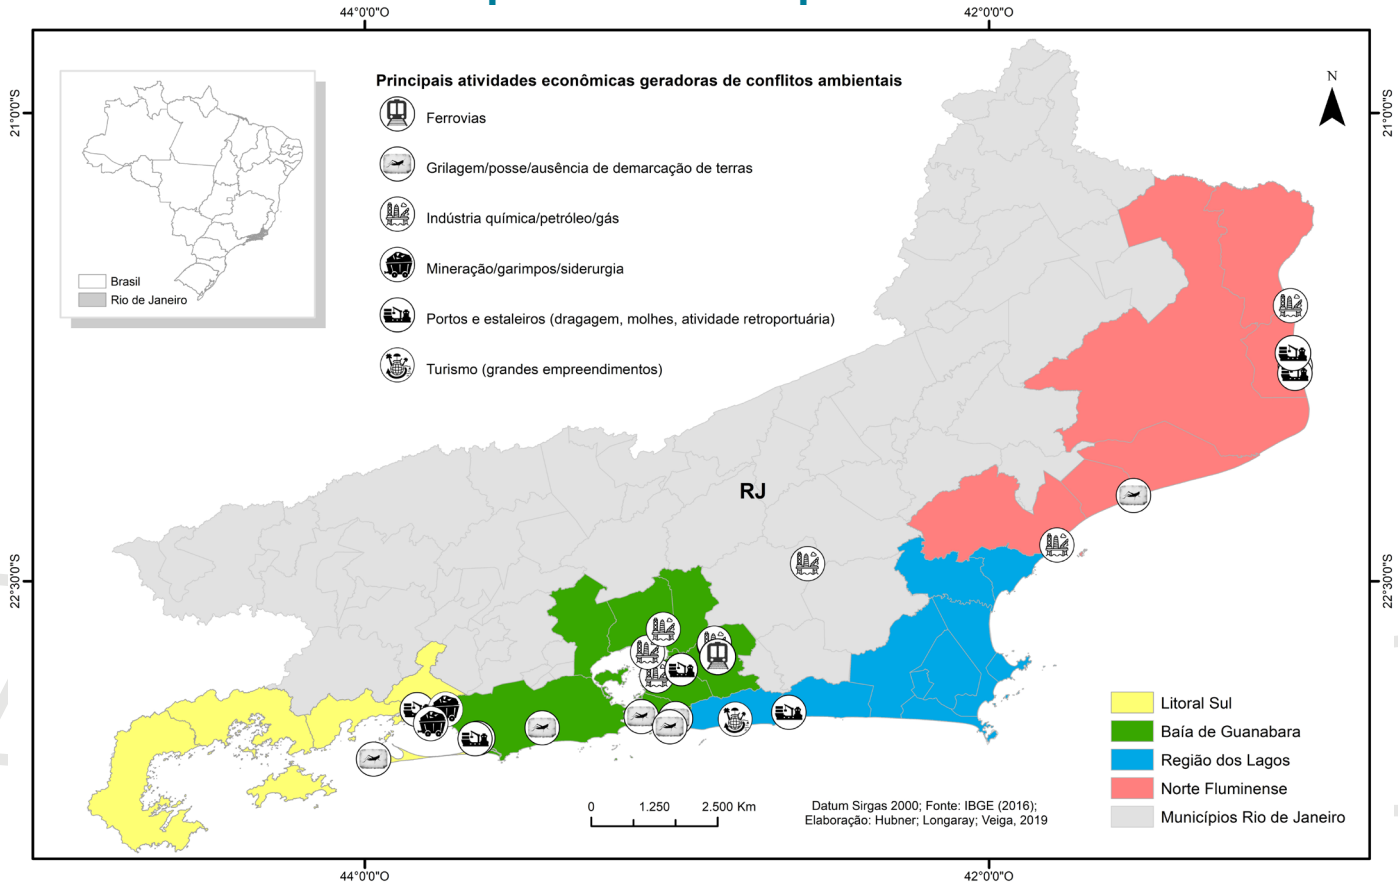 44°0'0"O
42°0'0"O
21°0'0"S
21°0'0"S
Principais atividades econômicas geradoras de conflitos ambientais
N
Ferrovias
Grilagem/posse/ausência de demarcação de terras
Indústria química/petróleo/gás
Mineração/garimpos/siderurgia
Brasil
Rio de Janeiro
Portos e estaleiros (dragagem, molhes, atividade retroportuária)
Turismo (grandes empreendimentos)
RJ
22°30'0"S
22°30'0"S
Litoral Sul
Baía de Guanabara
Região dos Lagos
Norte Fluminense
Municípios Rio de Janeiro
0 1.250 2.500 Km
Datum Sirgas 2000; Fonte: IBGE (2016);
Elaboração: Hubner; Longaray; Veiga, 2019
44°0'0"O
42°0'0"O